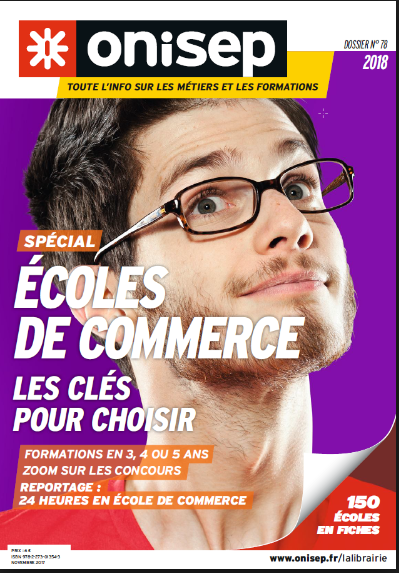 onisep
DOSSIER N° 78
2018
TOUTE L'INFO SUR LES MÉTIERS ET LES FORMATIONS
SPÉCIAL
ÉCOLES
DE COMMERCE
LES CLÉS
POUR CHOISIR
FORMATIONS EN 3, 4 OU 5 ANS
ZOOM SUR LES CONCOURS
REPORTAGE :
24 HEURES EN ÉCOLE DE COMMERCE
150
ÉCOLES
EN FICHES
NOVEMBRE 2017
www.onisep.fr/lalibrairie